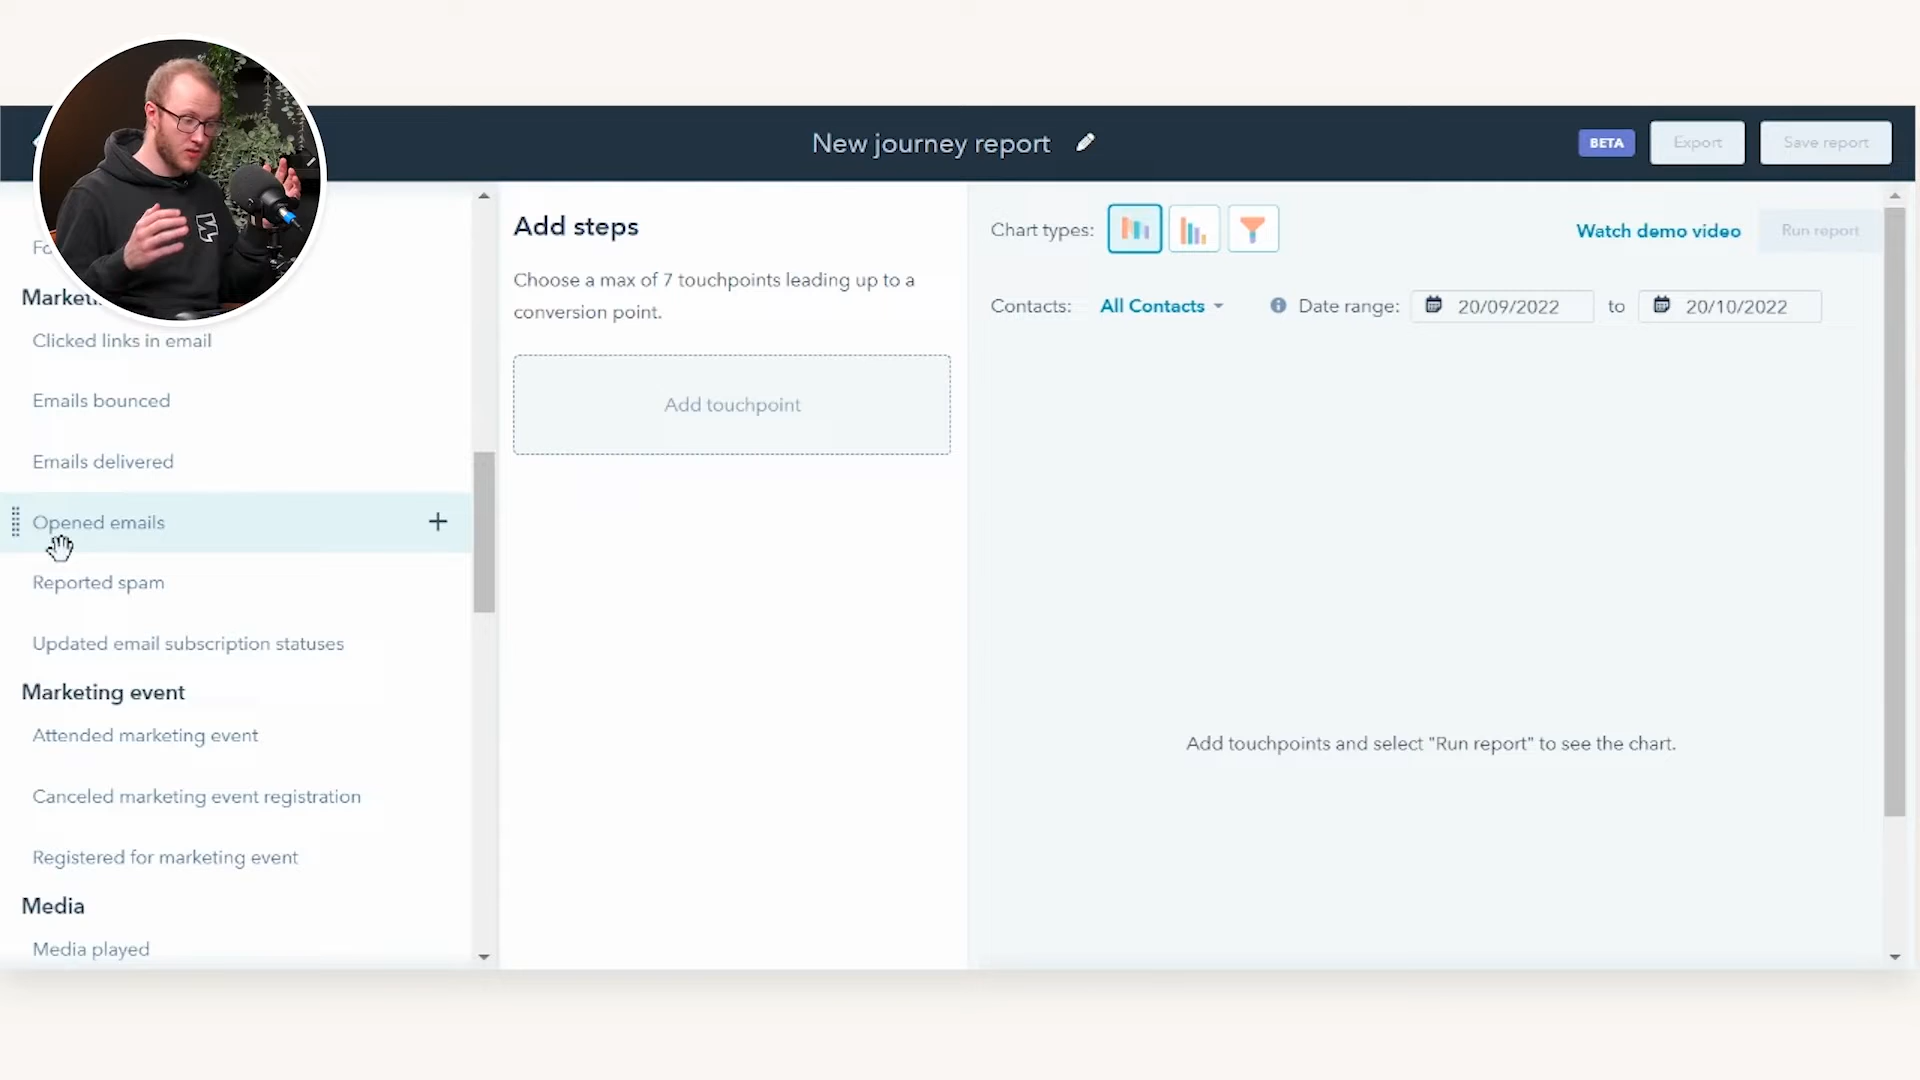 New journey report
BETA
Export
Save report
Fo
Market
Clicked links in email
Emails bounced
Emails delivered
Opened emails
Reported spam
Updated email subscription statuses
Marketing event
Attended marketing event
Canceled marketing event registration
Registered for marketing event
Media
Media played
Add steps
Choose a max of 7 touchpoints leading up to a
conversion point.
Add touchpoint
Chart types:
Watch demo video
Run report
Contacts: All Contacts
Date range: 20/09/2022 to 20/10/2022
Add touchpoints and select "Run report" to see the chart.